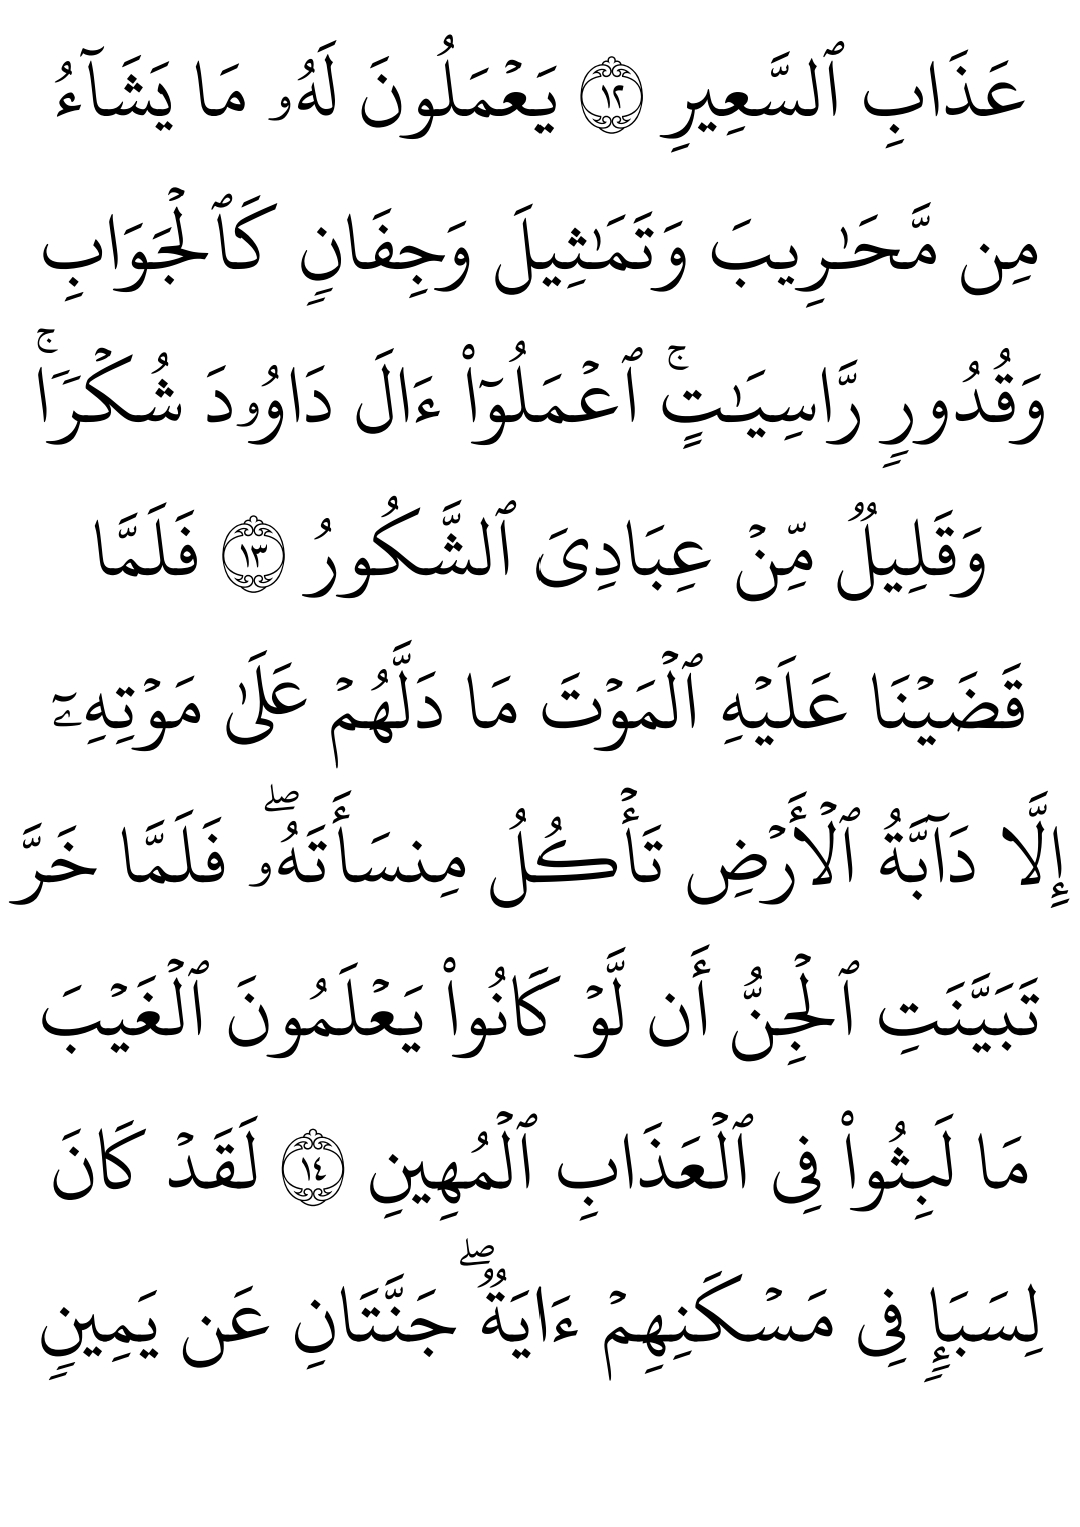 عَذَابِ ٱلسَّعِيرِ ١٢ يَعْمَلُونَ لَهُۥ مَا يَشَآءُ
مِن مَّحَـٰرِيبَ وَتَمَـٰثِيلَ وَجِفَانٍۢ كَٱلْجَوَابِ
وَقُدُورٍۢ رَّاسِيَـٰتٍ ۚ ٱعْمَلُوٓا۟ ءَالَ دَاوُۥدَ شُكْرًۭا ۚ
وَقَلِيلٌۭ مِّنْ عِبَادِىَ ٱلشَّكُورُ ١٣ فَلَمَّا
قَضَيْنَا عَلَيْهِ ٱلْمَوْتَ مَا دَلَّهُمْ عَلَىٰ مَوْتِهِۦٓ
إِلَّا دَآبَّةُ ٱلْأَرْضِ تَأْكُلُ مِنسَأَتَهُۥ ۖ فَلَمَّا خَرَّ
تَبَيَّنَتِ ٱلْجِنُّ أَن لَّوْ كَانُوا۟ يَعْلَمُونَ ٱلْغَيْبَ
مَا لَبِثُوا۟ فِى ٱلْعَذَابِ ٱلْمُهِينِ ١٤ لَقَدْ كَانَ
لِسَبَإٍۢ فِى مَسْكَنِهِمْ ءَايَةٌۭ ۖ جَنَّتَانِ عَن يَمِينٍۢ